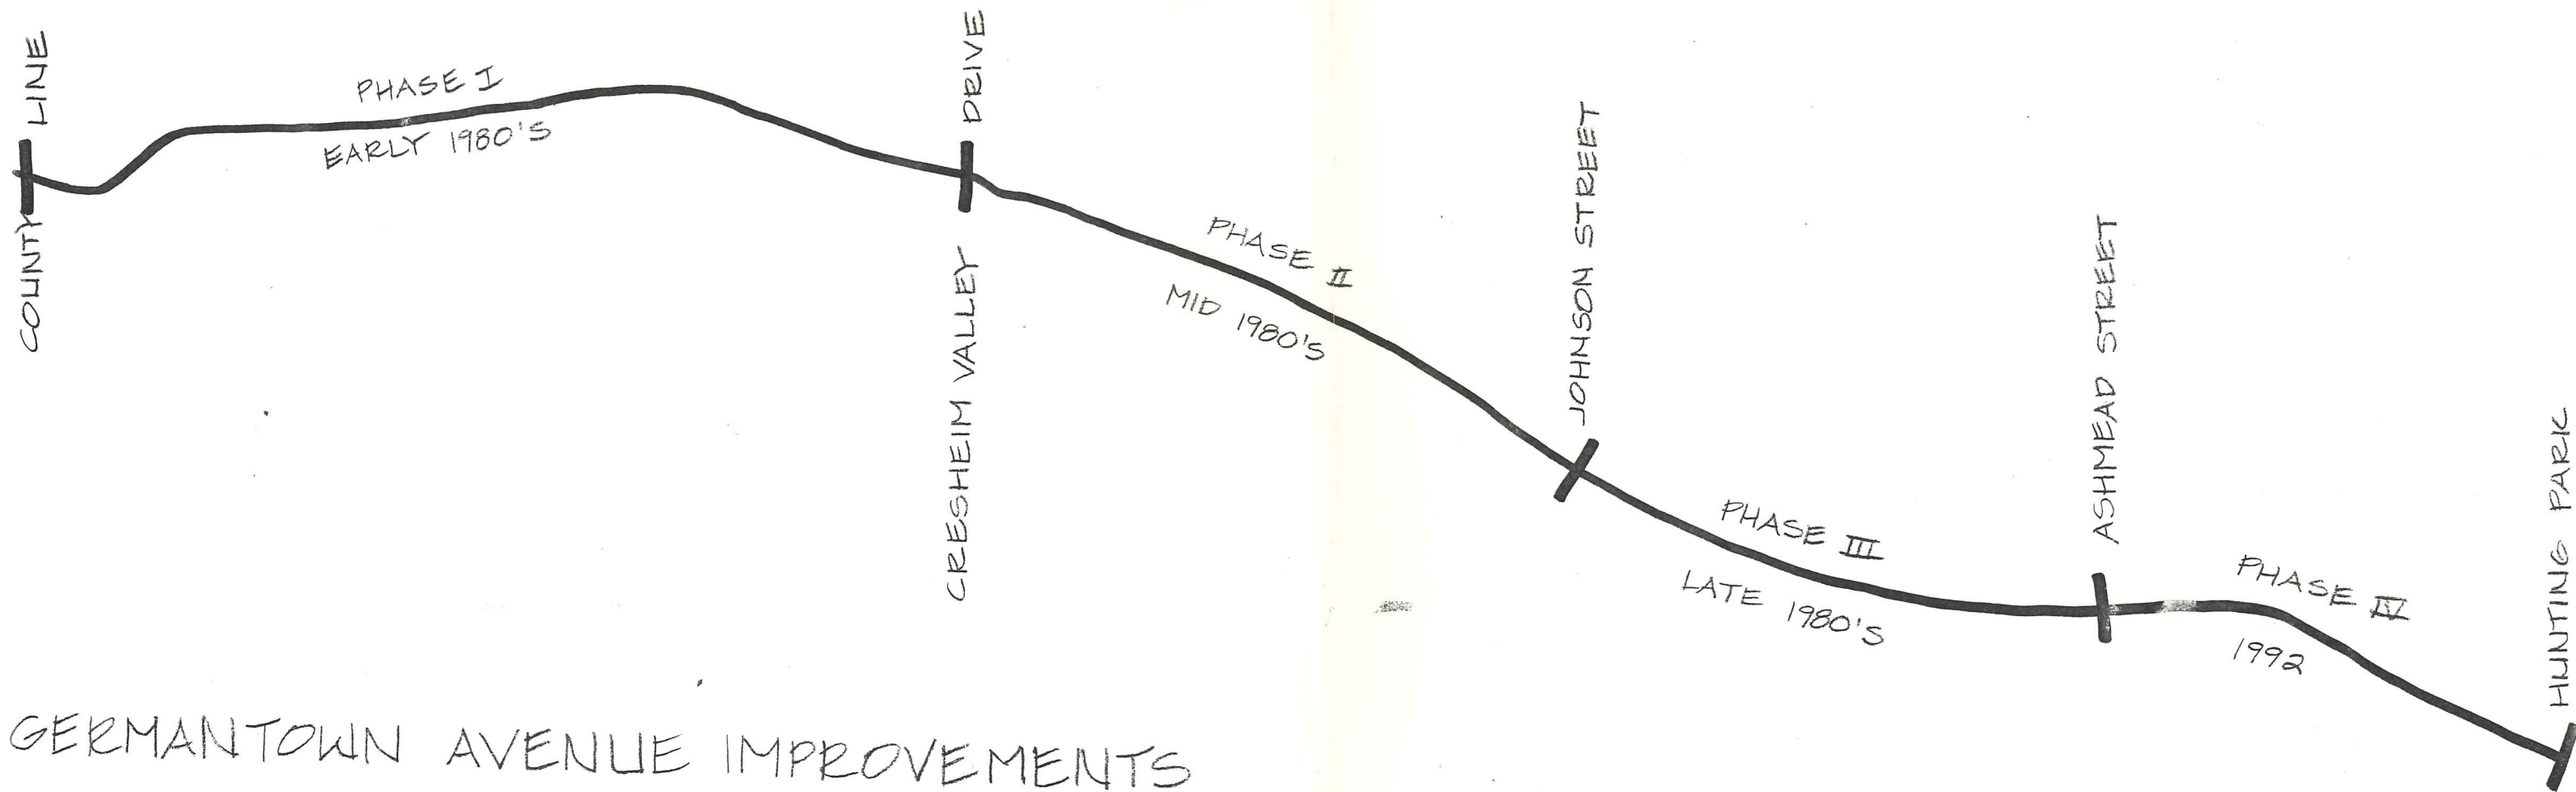 COUNTY LINE
PHASE I
EARLY 1980'S
CRESHEIM VALLEY DRIVE
PHASE II
MID 1980'S
JOHNSON STREET
PHASE III
LATE 1980'S
ASHMEAD STREET
PHASE IV
1992
HUNTING PARK
GERMANTOWN AVENUE IMPROVEMENTS